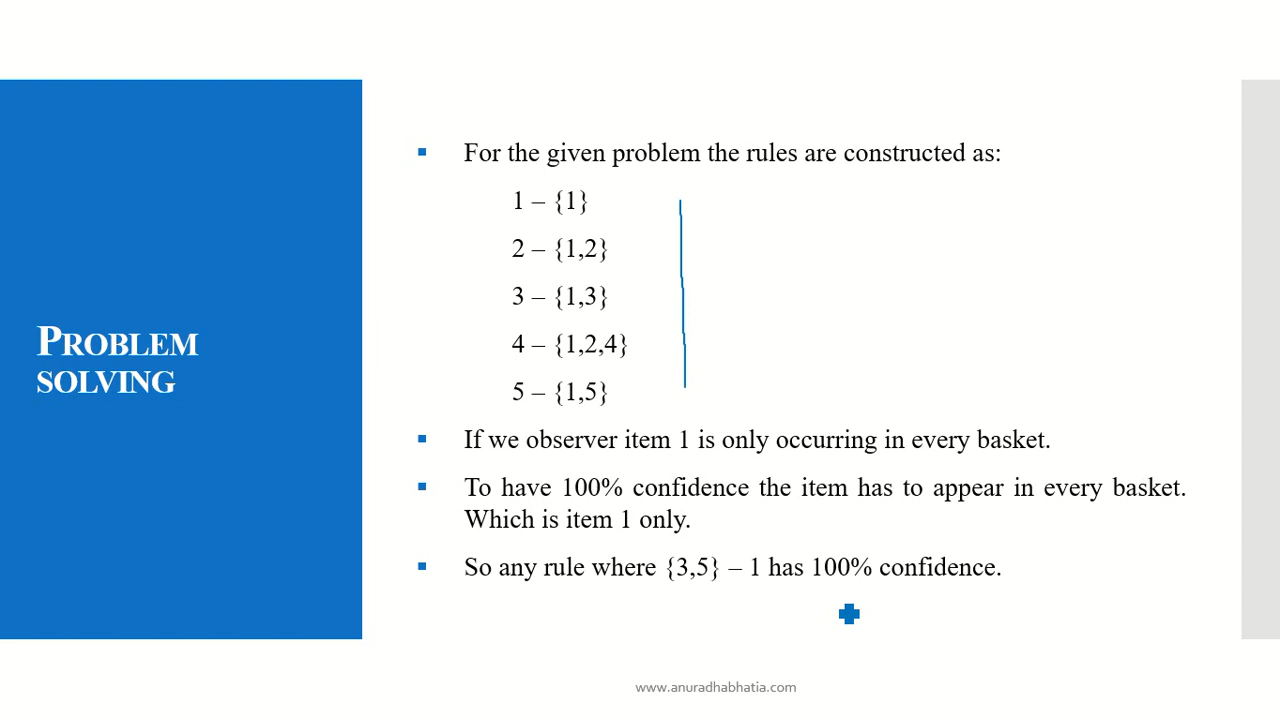 PROBLEM
SOLVING
For the given problem the rules are constructed as:
1 – {1}
2 – {1,2}
3 – {1,3}
4 – {1,2,4}
5 – {1,5}
If we observer item 1 is only occurring in every basket.
To have 100% confidence the item has to appear in every basket.
Which is item 1 only.
So any rule where {3,5} – 1 has 100% confidence.
www.anuradhabhatia.com